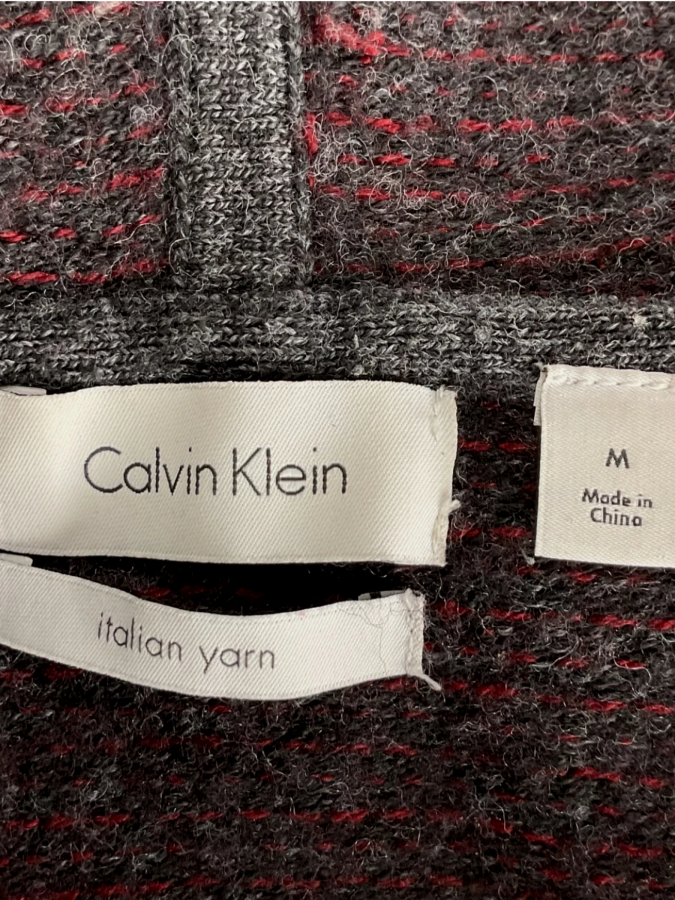 Calvin Klein
M
Made in
China
italian yarn